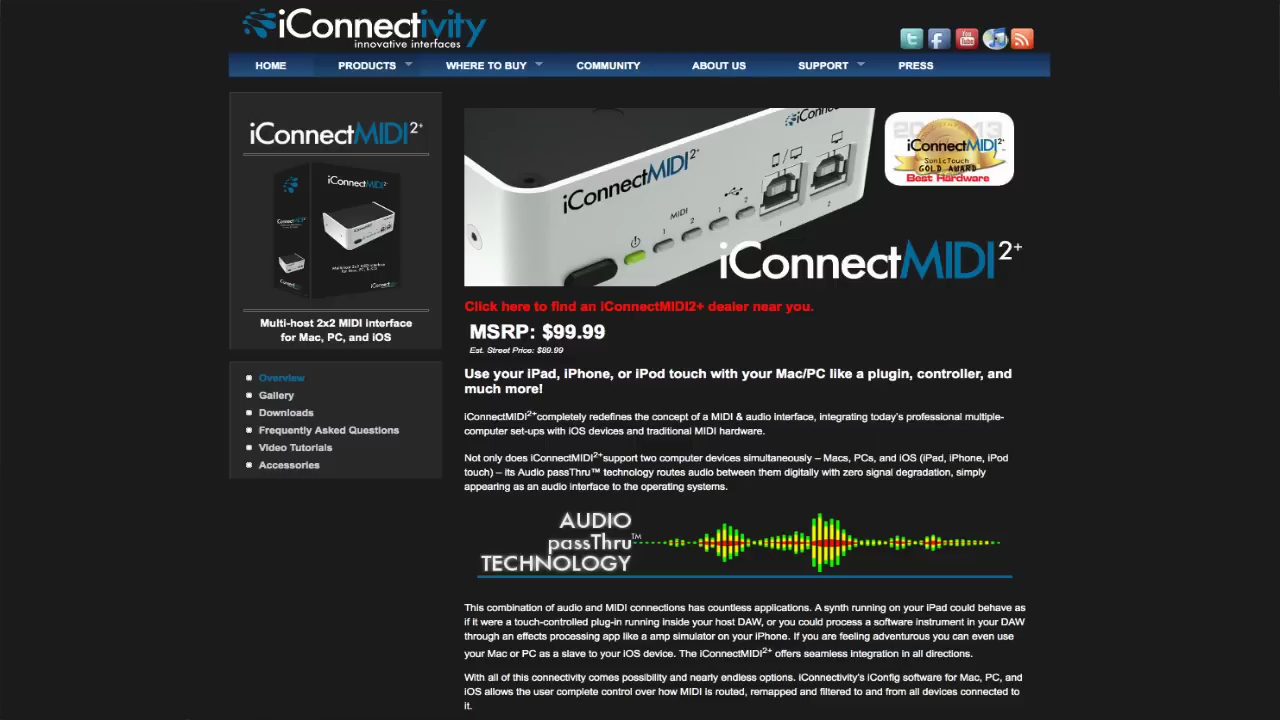 iConnectivity
innovative interfaces
HOME PRODUCTS WHERE TO BUY COMMUNITY ABOUT US SUPPORT PRESS
iConnectMIDI2+
iConnectMIDI2+
Multi-host 2x2 MIDI interface
for Mac, PC, and iOS
Overview
Gallery
Downloads
Frequently Asked Questions
Video Tutorials
Accessories
iConnectMIDI2+
MIDI
1 2 1 2
1 2
iConnectMIDI2+
iConnectMIDI2+
SonicTouch
GOLD AWARD
Best Hardware
Click here to find an iConnectMIDI2+ dealer near you.
MSRP: $99.99
Est. Street Price: $89.99
Use your iPad, iPhone, or iPod touch with your Mac/PC like a plugin, controller, and
much more!
iConnectMIDI2+completely redefines the concept of a MIDI & audio interface, integrating today's professional multiple-
computer set-ups with iOS devices and traditional MIDI hardware.
Not only does iConnectMIDI2+support two computer devices simultaneously – Macs, PCs, and iOS (iPad, iPhone, iPod
touch) – its Audio passThru™ technology routes audio between them digitally with zero signal degradation, simply
appearing as an audio interface to the operating systems.
AUDIO
passThru™
TECHNOLOGY
This combination of audio and MIDI connections has countless applications. A synth running on your iPad could behave as
if it were a touch-controlled plug-in running inside your host DAW, or you could process a software instrument in your DAW
through an effects processing app like a amp simulator on your iPhone. If you are feeling adventurous you can even use
your Mac or PC as a slave to your iOS device. The iConnectMIDI2+ offers seamless integration in all directions.
With all of this connectivity comes possibility and nearly endless options. iConnectivity's iConfig software for Mac, PC, and
iOS allows the user complete control over how MIDI is routed, remapped and filtered to and from all devices connected to
it.